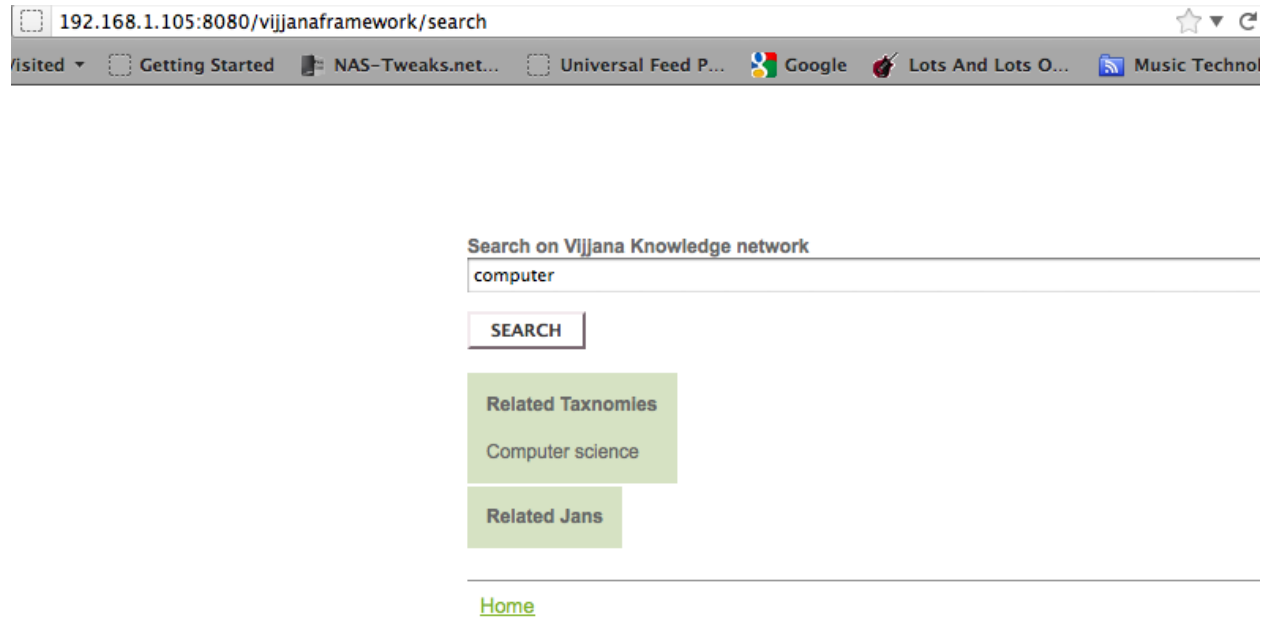 192.168.1.105:8080/vijjanaframework/search
Visited Getting Started NAS-Tweaks.net... Universal Feed P... Google Lots And Lots O... Music Technol
Search on Vijjana Knowledge network
computer
SEARCH
Related Taxnomies
Computer science
Related Jans
Home